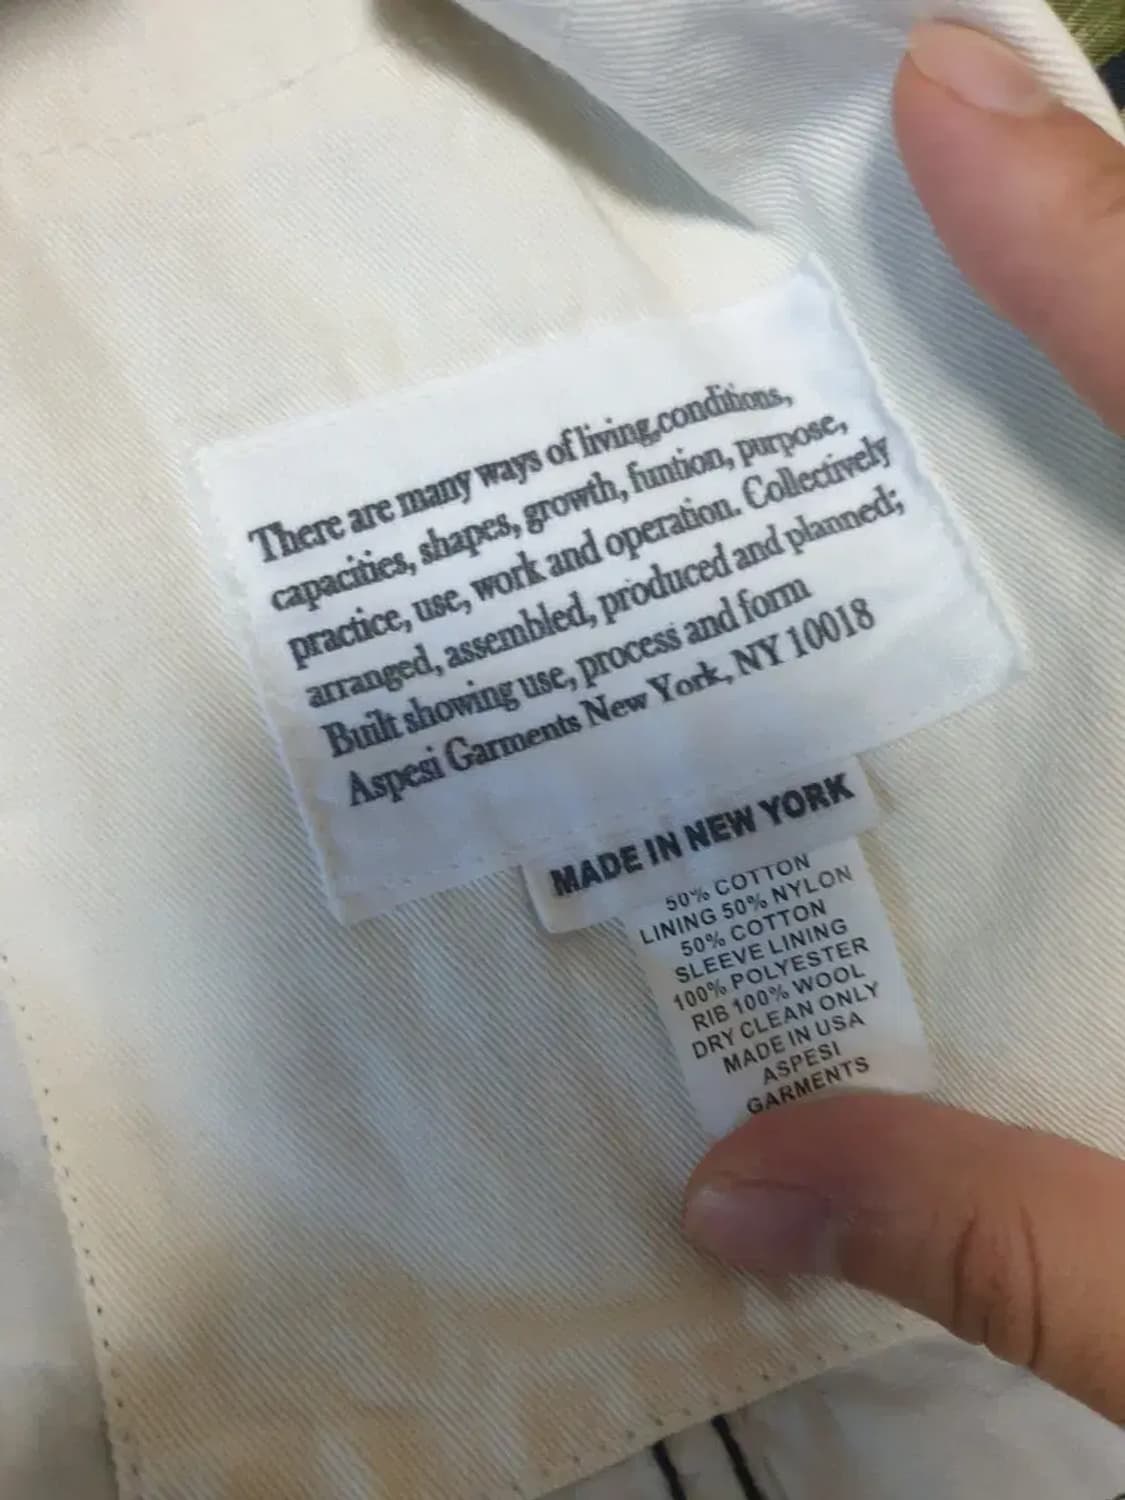 There are many ways of living,conditions,
capacities, shapes, growth, funtion, purpose,
practice, use, work and operation. Collectively
arranged, assembled, produced and planned;
Built showing use, process and form
Aspesi Garments New York, NY 10018
MADE IN NEW YORK
50% COTTON
LINING 50% NYLON
50% COTTON
SLEEVE LINING
100% POLYESTER
RIB 100% WOOL
DRY CLEAN ONLY
MADE IN USA
ASPESI
GARMENTS